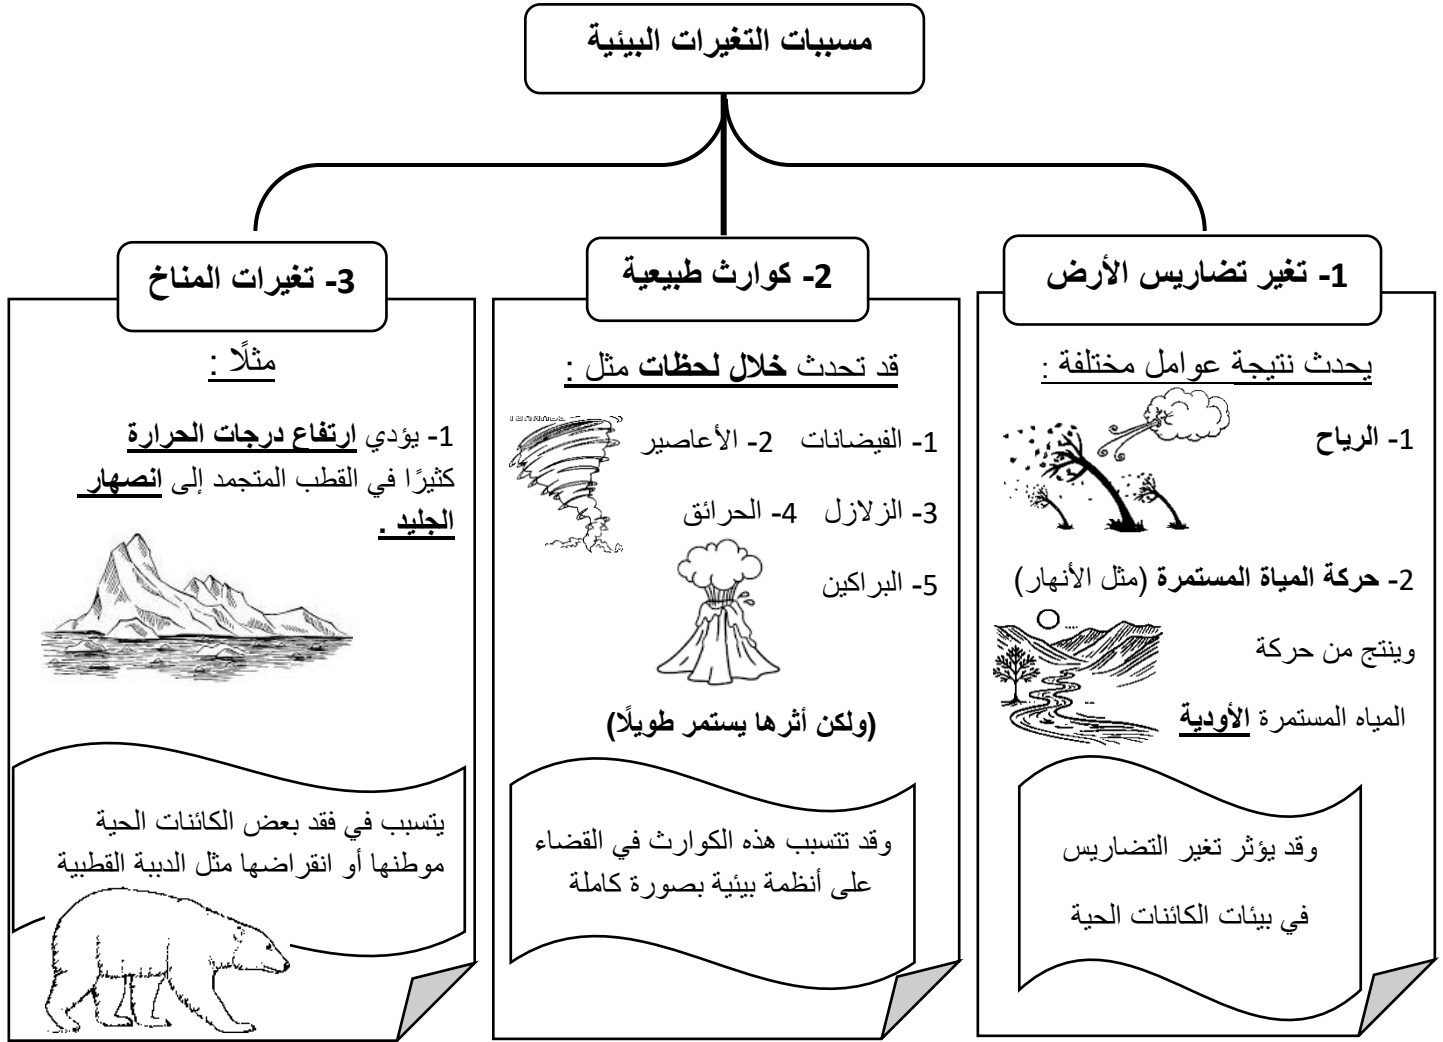 مسببات التغيرات البيئية
1- تغير تضاريس الأرض
يحدث نتيجة عوامل مختلفة :
1- الرياح
2- حركة المياة المستمرة (مثل الأنهار)
وينتج من حركة
المياه المستمرة الأودية
وقد يؤثر تغير التضاريس
في بيئات الكائنات الحية
2- كوارث طبيعية
قد تحدث خلال لحظات مثل :
1- الفيضانات 2- الأعاصير
3- الزلازل 4- الحرائق
5- البراكين
(ولكن أثرها يستمر طويلًا)
وقد تتسبب هذه الكوارث في القضاء
على أنظمة بيئية بصورة كاملة
3- تغيرات المناخ
مثلًا :
1- يؤدي ارتفاع درجات الحرارة
كثيرًا في القطب المتجمد إلى انصهار
الجليد .
يتسبب في فقد بعض الكائنات الحية
موطنها أو انقراضها مثل الدببة القطبية